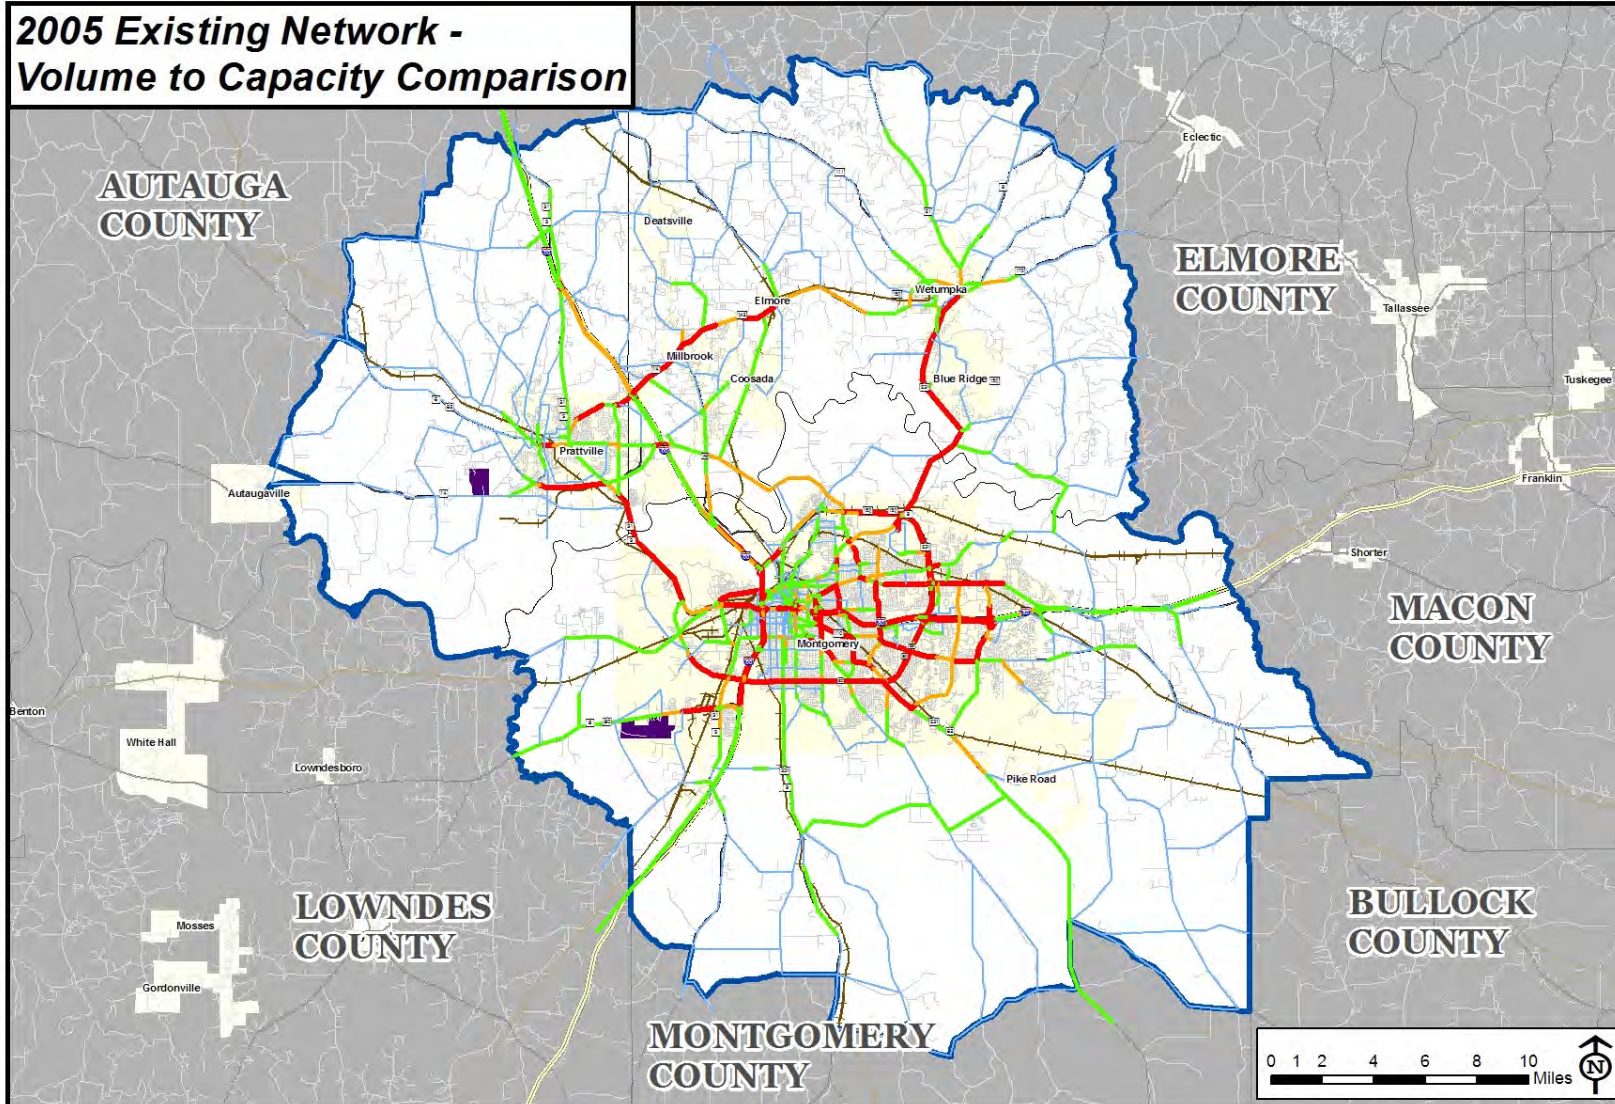 2005 Existing Network -
Volume to Capacity Comparison
Eclectic
AUTAUGA
COUNTY
Deatsville
ELMORE
COUNTY
Wetumpka
Elmore
Tallassee
Millbrook
Coosada
Blue Ridge
Tuskegee
Prattville
Autaugaville
Franklin
Shorter
MACON
COUNTY
Montgomery
Benton
White Hall
Lowndesboro
Pike Road
LOWNDES
COUNTY
BULLOCK
COUNTY
Mosses
Gordonville
MONTGOMERY
COUNTY
0 1 2 4 6 8 10
Miles
N